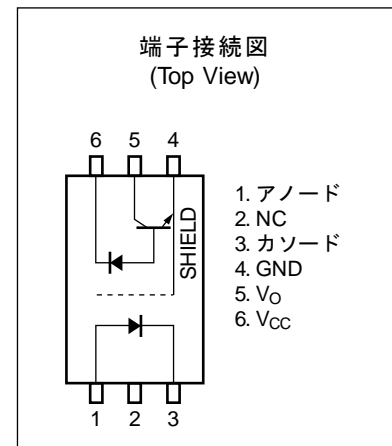 端子接続図
(Top View)
6 5 4
SHIELD
1. アノード
2. NC
3. カソード
4. GND
5. VO
6. VCC
1 2 3